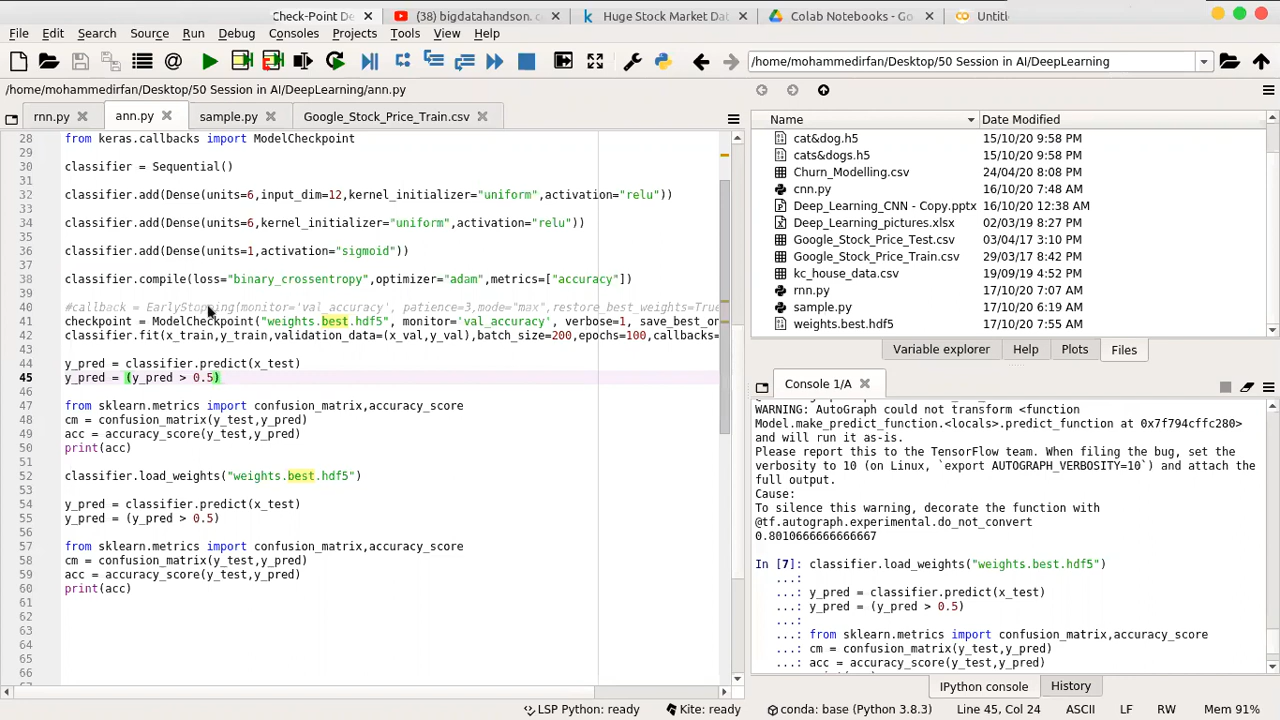 Check-Point De
(38) bigdatahandson.c
Huge Stock Market Dat
Colab Notebooks - Go
Untitl
File Edit Search Source Run Debug Consoles Projects Tools View Help
/home/mohammedirfan/Desktop/50 Session in AI/DeepLearning
/home/mohammedirfan/Desktop/50 Session in AI/DeepLearning/ann.py
rnn.py
ann.py
sample.py
Google_Stock_Price_Train.csv
28 from keras.callbacks import ModelCheckpoint
29
30 classifier = Sequential()
31
32 classifier.add(Dense(units=6,input_dim=12,kernel_initializer="uniform",activation="relu"))
33
34 classifier.add(Dense(units=6,kernel_initializer="uniform",activation="relu"))
35
36 classifier.add(Dense(units=1,activation="sigmoid"))
37
38 classifier.compile(loss="binary_crossentropy",optimizer="adam",metrics=["accuracy"])
39
40 #callback = EarlyStopping(monitor='val_accuracy', patience=3,mode="max",restore_best_weights=True
41 checkpoint = ModelCheckpoint("weights.best.hdf5", monitor='val_accuracy', verbose=1, save_best_on
42 classifier.fit(x_train,y_train,validation_data=(x_val,y_val),batch_size=200,epochs=100,callbacks=
43
44 y_pred = classifier.predict(x_test)
45 y_pred = (y_pred > 0.5)
46
47 from sklearn.metrics import confusion_matrix,accuracy_score
48 cm = confusion_matrix(y_test,y_pred)
49 acc = accuracy_score(y_test,y_pred)
50 print(acc)
51
52 classifier.load_weights("weights.best.hdf5")
53
54 y_pred = classifier.predict(x_test)
55 y_pred = (y_pred > 0.5)
56
57 from sklearn.metrics import confusion_matrix,accuracy_score
58 cm = confusion_matrix(y_test,y_pred)
59 acc = accuracy_score(y_test,y_pred)
60 print(acc)
61
62
63
64
65
66
Name Date Modified
cat&dog.h5 15/10/20 9:58 PM
cats&dogs.h5 15/10/20 9:58 PM
Churn_Modelling.csv 24/04/20 8:08 PM
cnn.py 16/10/20 7:48 AM
Deep_Learning_CNN - Copy.pptx 16/10/20 12:38 AM
Deep_Learning_pictures.xlsx 02/03/19 8:27 PM
Google_Stock_Price_Test.csv 03/04/17 3:10 PM
Google_Stock_Price_Train.csv 29/03/17 8:42 PM
kc_house_data.csv 19/09/19 4:52 PM
rnn.py 17/10/20 7:07 AM
sample.py 17/10/20 6:19 AM
weights.best.hdf5 17/10/20 7:55 AM
Variable explorer Help Plots Files
Console 1/A
WARNING: AutoGraph could not transform <function
Model.make_predict_function.<locals>.predict_function at 0x7f794cffc280>
and will run it as-is.
Please report this to the TensorFlow team. When filing the bug, set the
verbosity to 10 (on Linux, `export AUTOGRAPH_VERBOSITY=10`) and attach the
full output.
Cause:
To silence this warning, decorate the function with
@tf.autograph.experimental.do_not_convert
0.8010666666666667
In [7]: classifier.load_weights("weights.best.hdf5")
...:
...: y_pred = classifier.predict(x_test)
...: y_pred = (y_pred > 0.5)
...:
...: from sklearn.metrics import confusion_matrix,accuracy_score
...: cm = confusion_matrix(y_test,y_pred)
...: acc = accuracy_score(y_test,y_pred)
IPython console History
LSP Python: ready
Kite: ready
conda: base (Python 3.8.3)
Line 45, Col 24
ASCII
LF
RW
Mem 91%